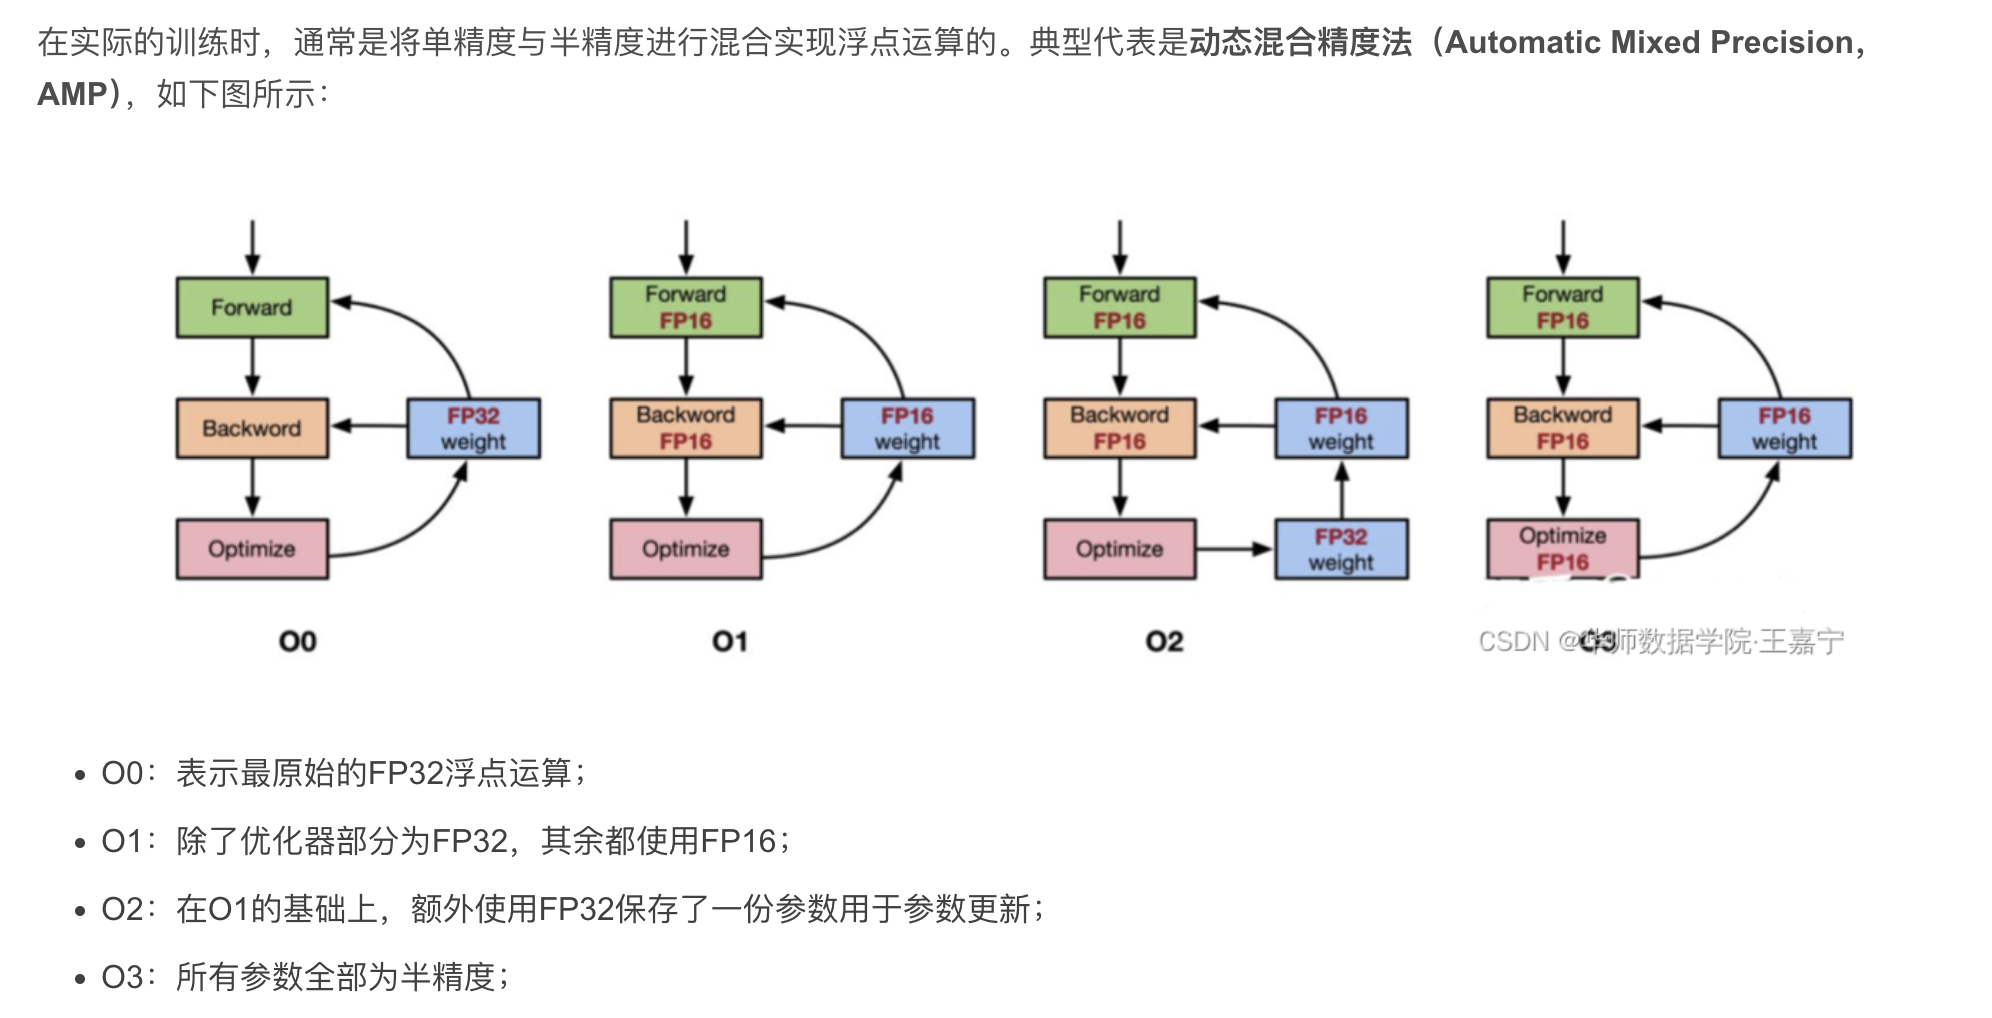 在实际的训练时，通常是将单精度与半精度进行混合实现浮点运算的。典型代表是动态混合精度法（Automatic Mixed Precision，
AMP），如下图所示：
Forward
Backword
FP32
weight
Optimize
O0
Forward
FP16
Backword
FP16
FP16
weight
Optimize
O1
Forward
FP16
Backword
FP16
FP16
weight
Optimize
FP32
weight
O2
Forward
FP16
Backword
FP16
FP16
weight
Optimize
FP16
O3
CSDN @华师数据学院·王嘉宁
O0：表示最原始的FP32浮点运算；
O1：除了优化器部分为FP32，其余都使用FP16；
O2：在O1的基础上，额外使用FP32保存了一份参数用于参数更新；
O3：所有参数全部为半精度；